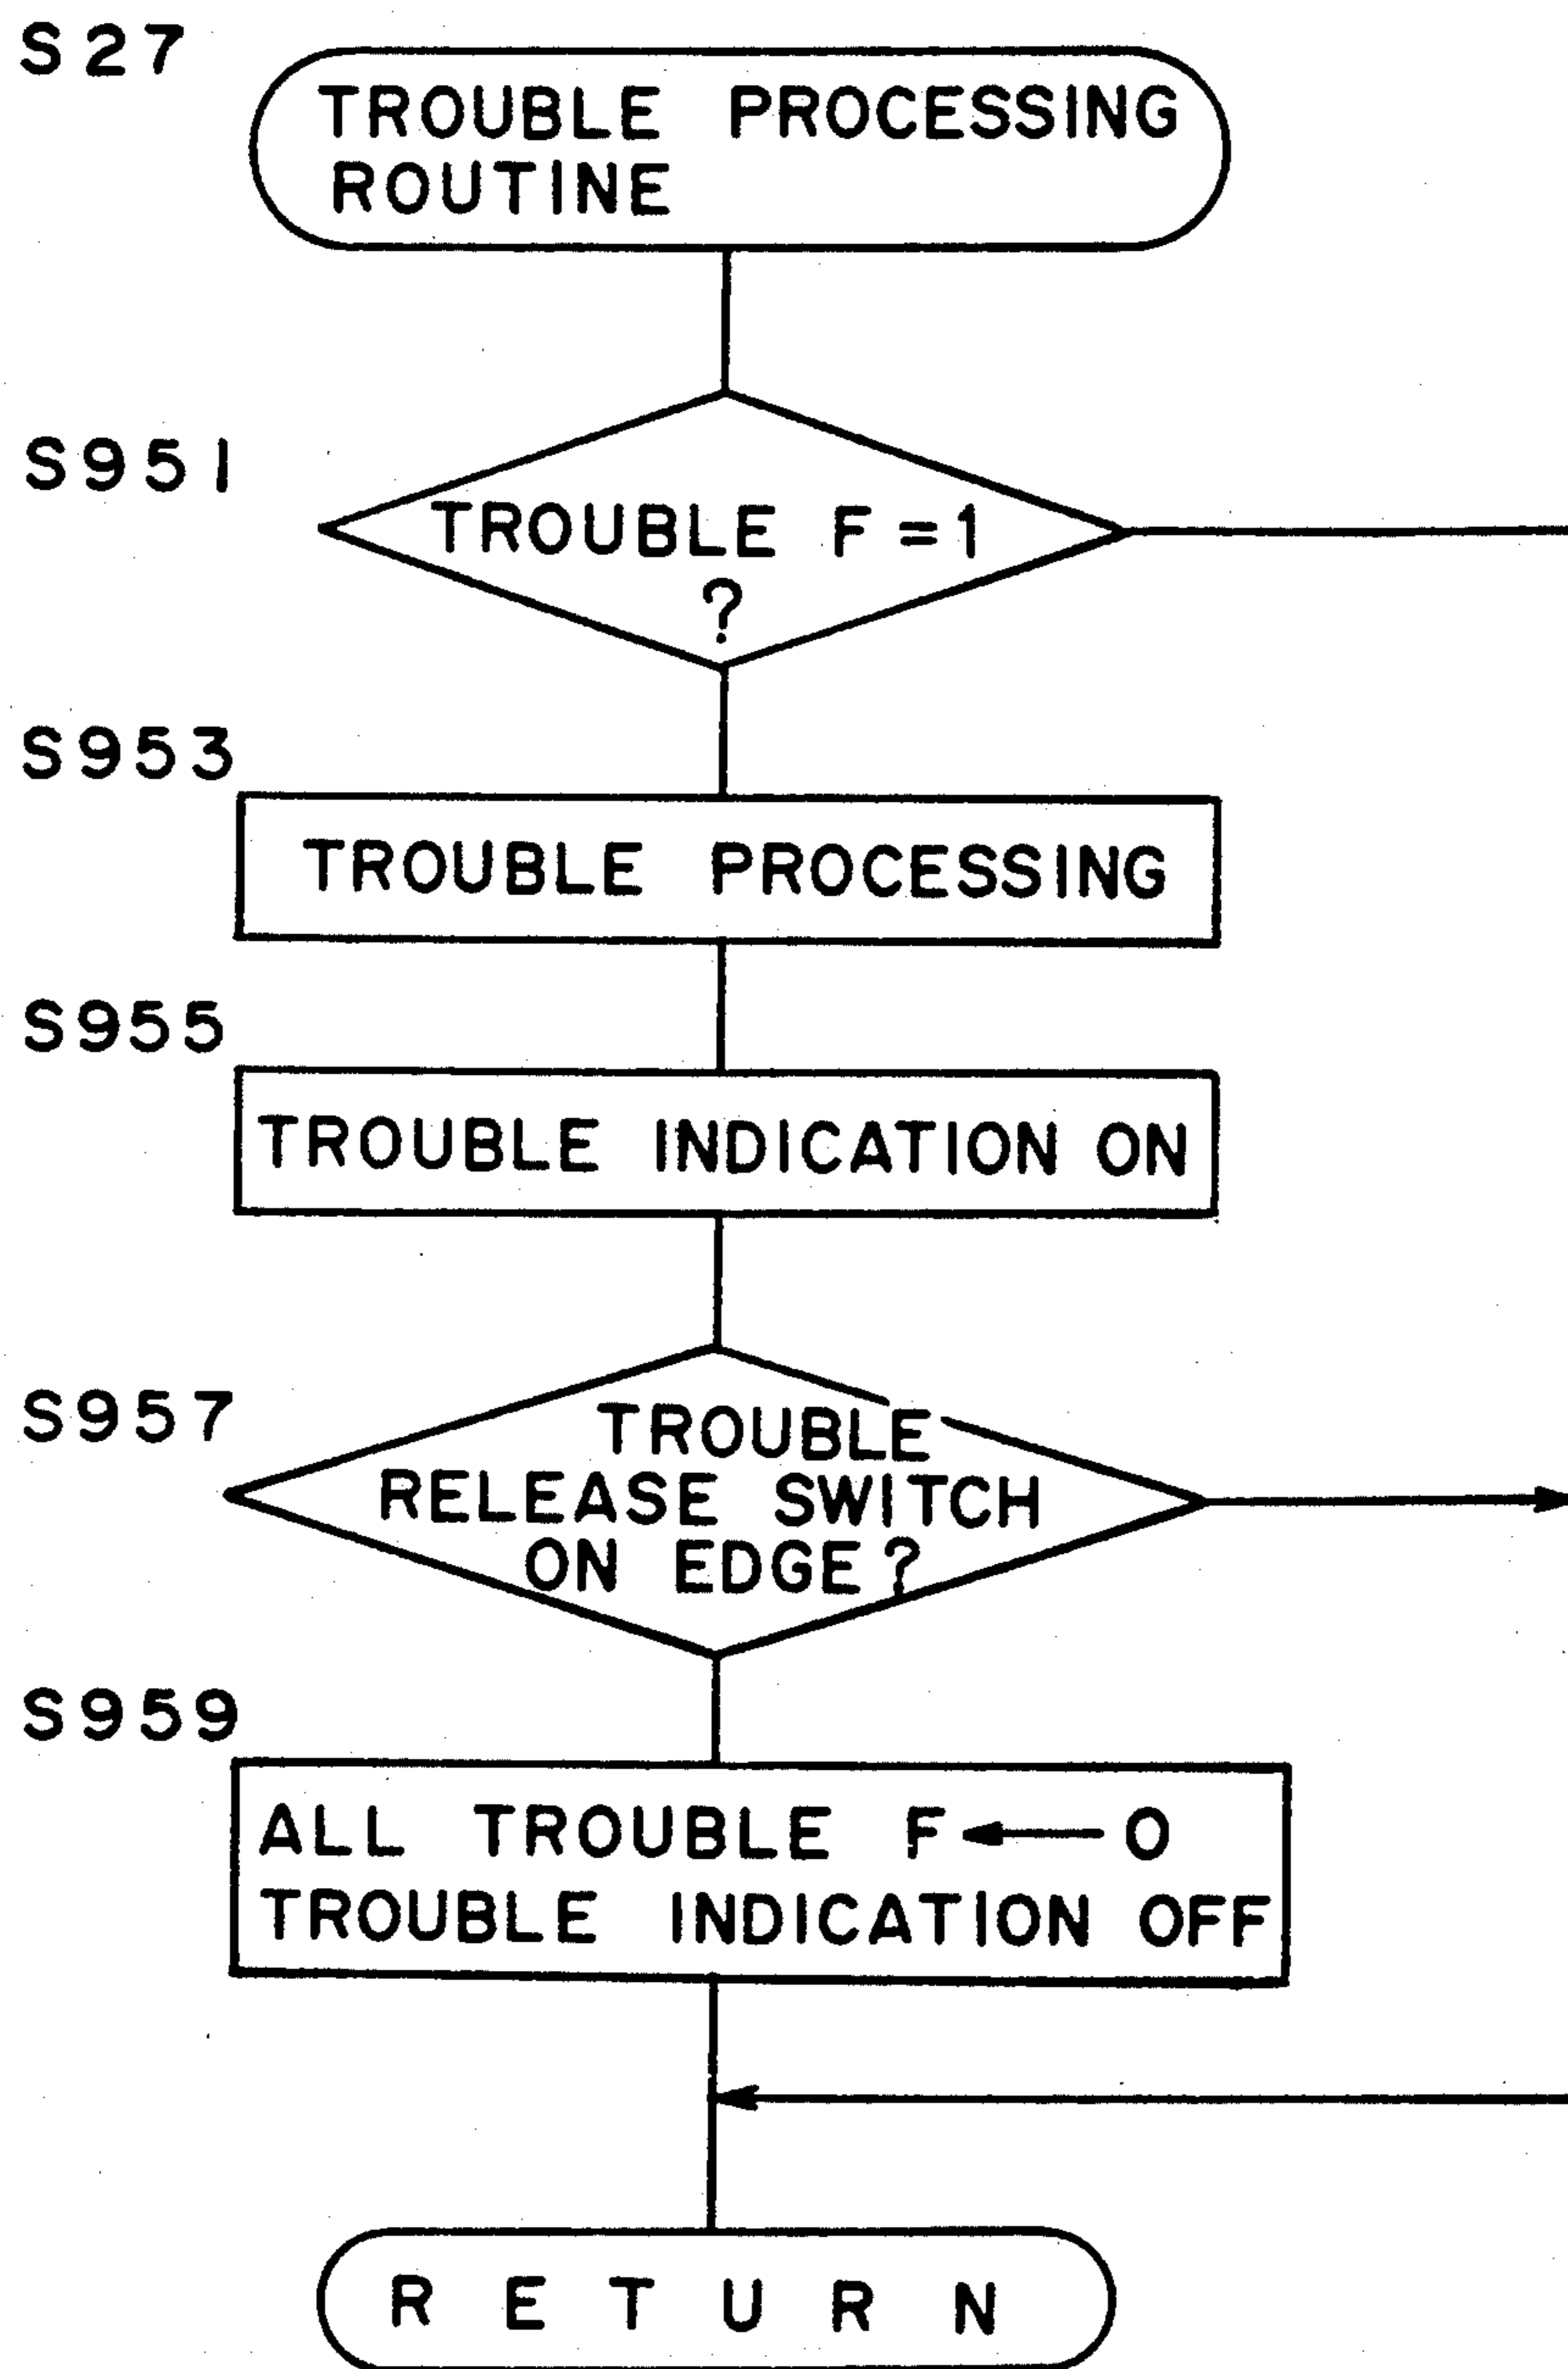 S27
TROUBLE PROCESSING
ROUTINE
S951
TROUBLE F=1
?
S953
TROUBLE PROCESSING
S955
TROUBLE INDICATION ON
S957
TROUBLE
RELEASE SWITCH
ON EDGE?
S959
ALL TROUBLE F ← 0
TROUBLE INDICATION OFF
RETURN